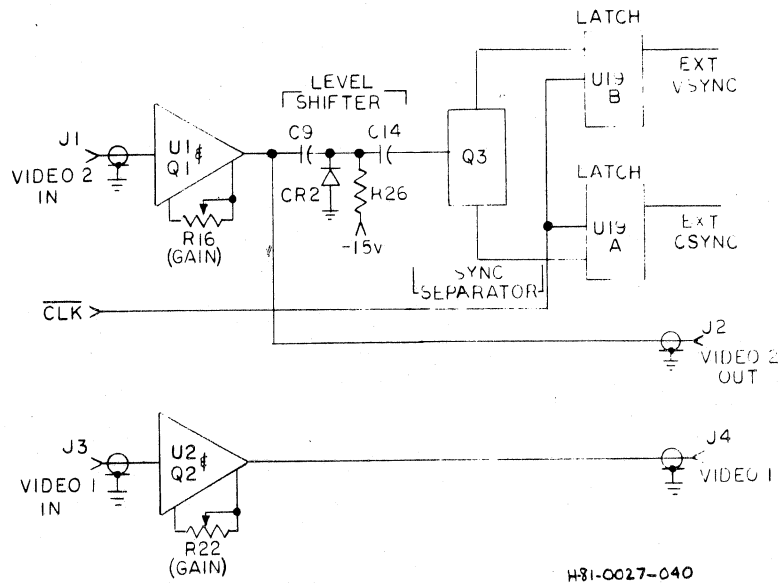 LATCH
U19
B
EXT
VSYNC
LEVEL
SHIFTER
J1
VIDEO 2
IN
U1 &
Q1
C9
C14
Q3
CR2
R26
-15V
R16
(GAIN)
LATCH
U19
A
EXT
CSYNC
SYNC
SEPARATOR
CLK
J2
VIDEO 2
OUT
J3
VIDEO 1
IN
U2 &
Q2
R22
(GAIN)
J4
VIDEO 1
H-81-0027-040